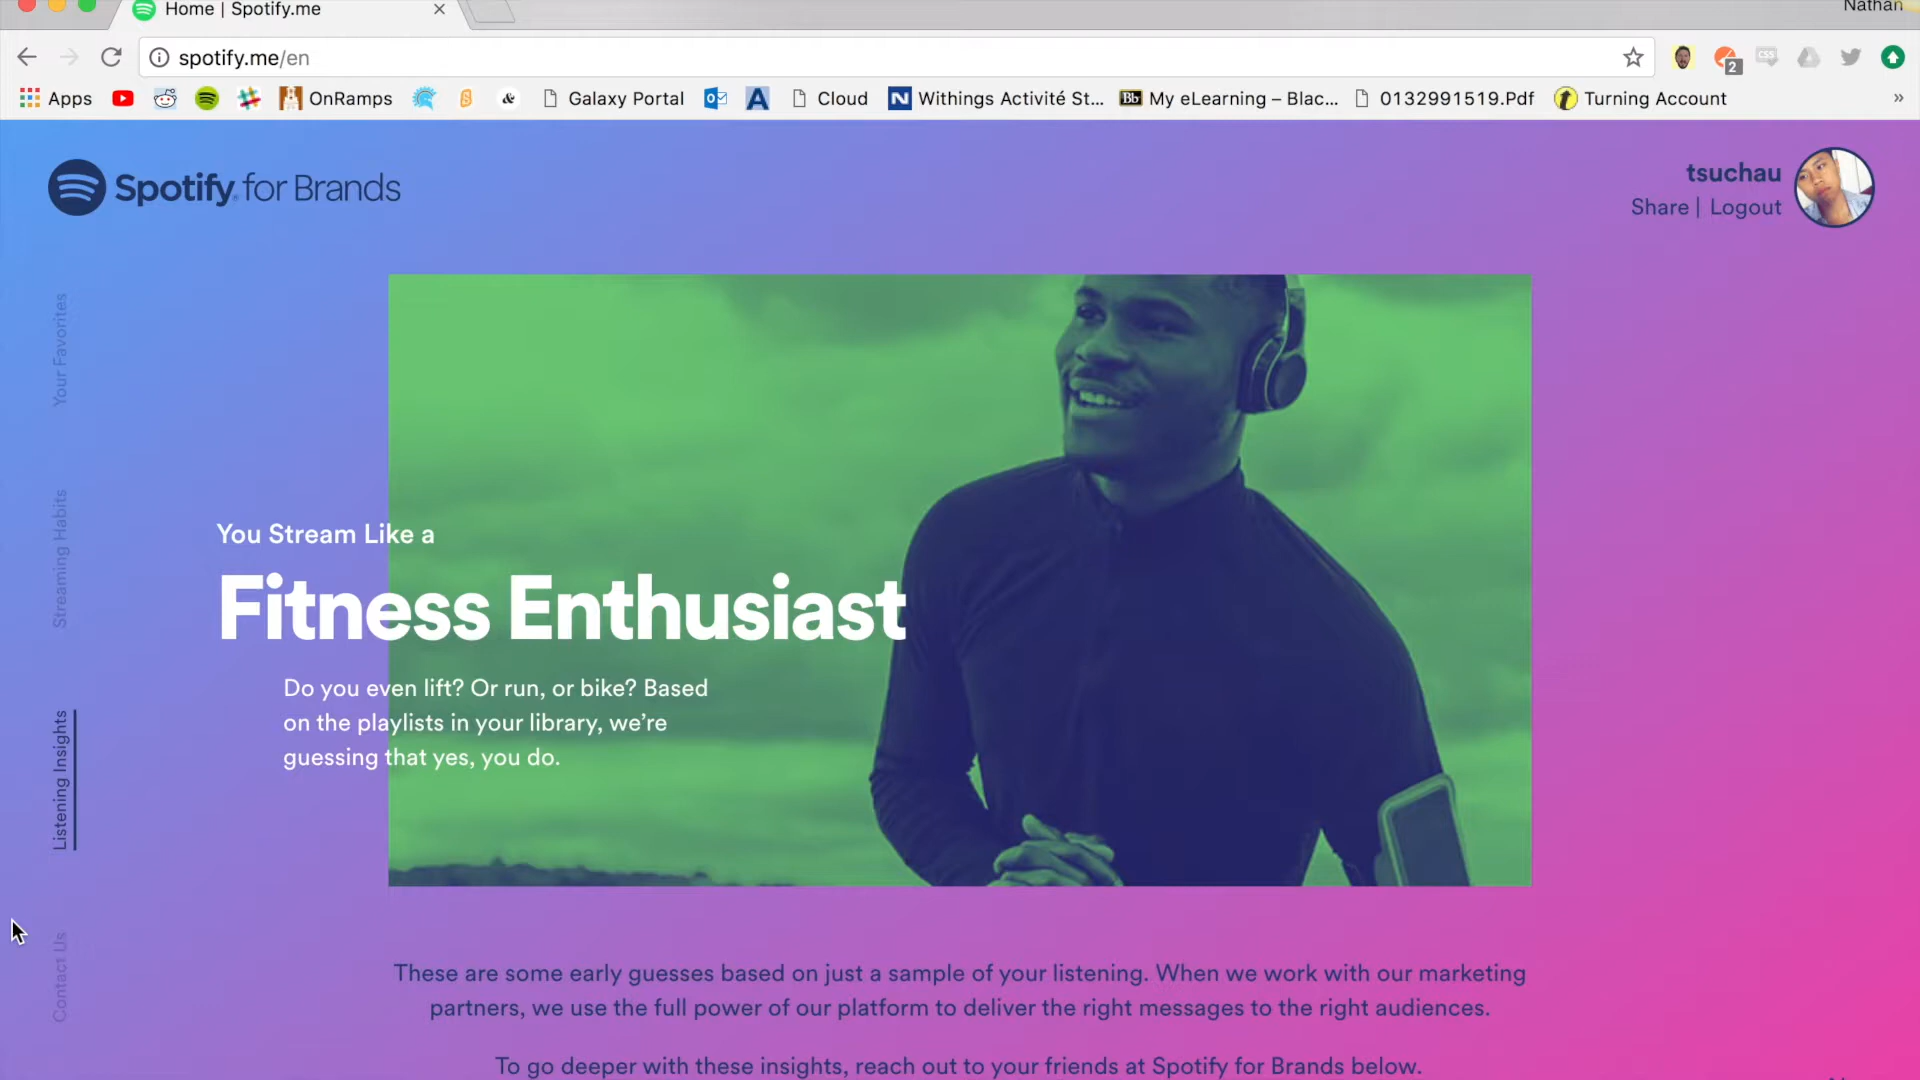 Home | Spotify.me
Nathan
spotify.me/en
2
CSS
Apps
&
OnRamps
Galaxy Portal
Cloud
Withings Activité St...
Bb
My eLearning – Blac...
0132991519.Pdf
Turning Account
»
Spotify for Brands
tsuchau
Share | Logout
Your Favorites
Streaming Habits
Listening Insights
Contact Us
You Stream Like a
Fitness Enthusiast
Do you even lift? Or run, or bike? Based
on the playlists in your library, we’re
guessing that yes, you do.
These are some early guesses based on just a sample of your listening. When we work with our marketing
partners, we use the full power of our platform to deliver the right messages to the right audiences.
To go deeper with these insights, reach out to your friends at Spotify for Brands below.